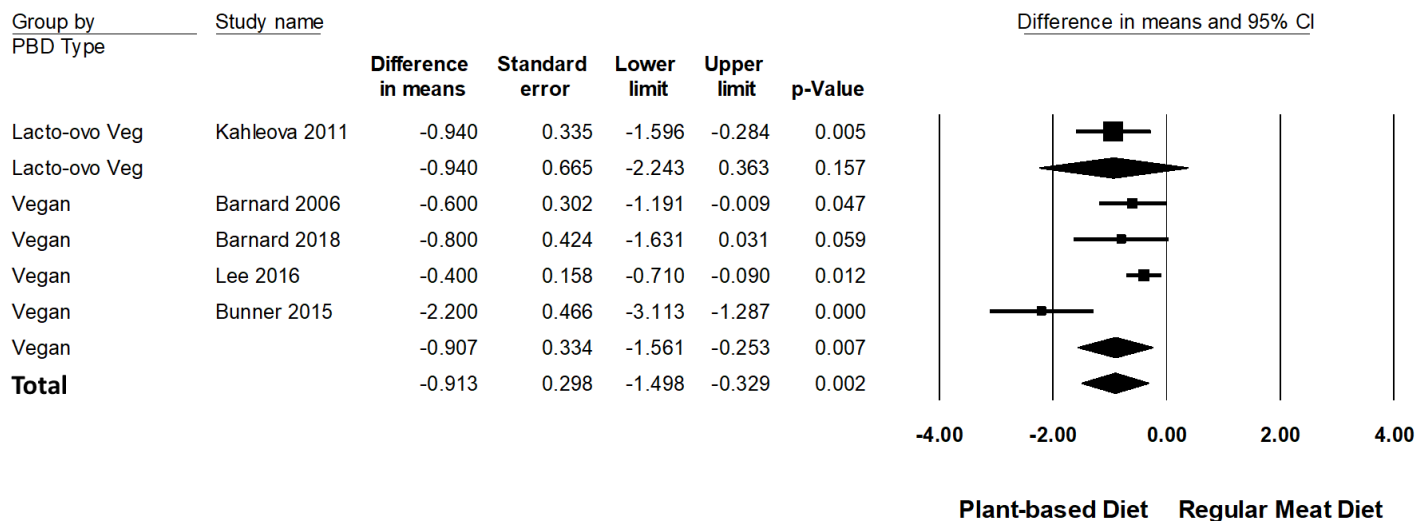 Group by Study name Difference in means and 95% CI
PBD Type
Difference Standard Lower Upper
in means error limit limit p-Value
Lacto-ovo Veg Kahleova 2011 -0.940 0.335 -1.596 -0.284 0.005
Lacto-ovo Veg -0.940 0.665 -2.243 0.363 0.157
Vegan Barnard 2006 -0.600 0.302 -1.191 -0.009 0.047
Vegan Barnard 2018 -0.800 0.424 -1.631 0.031 0.059
Vegan Lee 2016 -0.400 0.158 -0.710 -0.090 0.012
Vegan Bunner 2015 -2.200 0.466 -3.113 -1.287 0.000
Vegan -0.907 0.334 -1.561 -0.253 0.007
Total -0.913 0.298 -1.498 -0.329 0.002
-4.00 -2.00 0.00 2.00 4.00
Plant-based Diet Regular Meat Diet